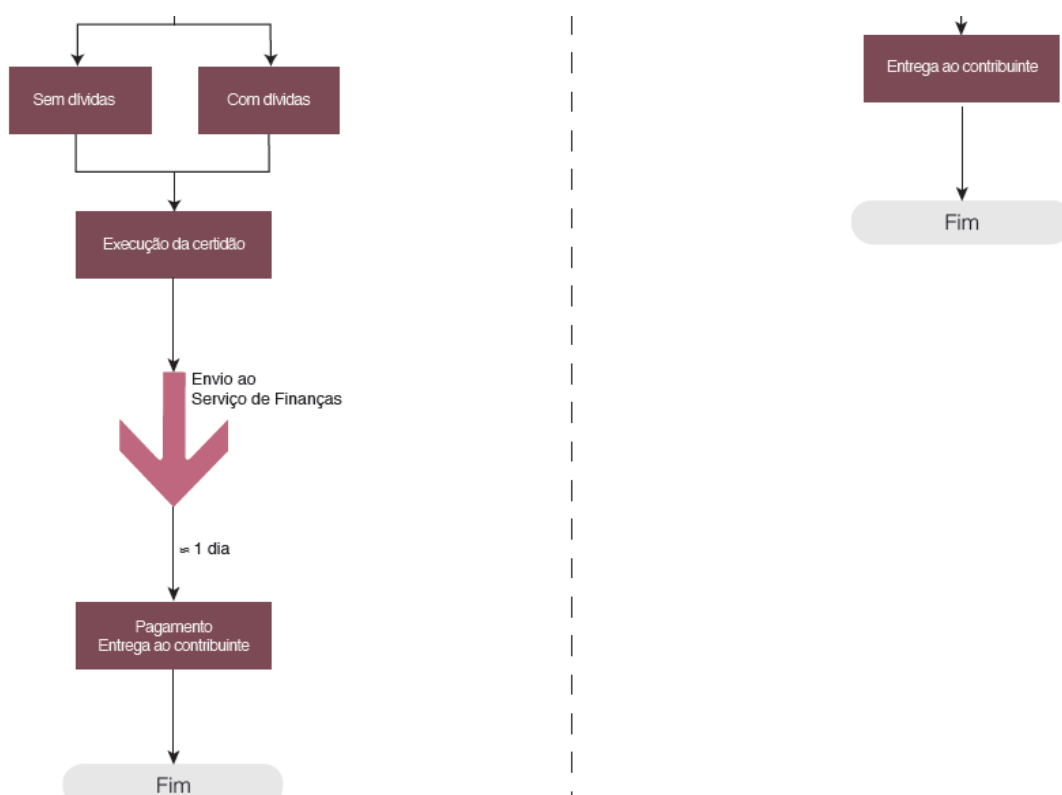 Sem dívidas
Com dívidas
Execução da certidão
Envio ao
Serviço de Finanças
≈ 1 dia
Pagamento
Entrega ao contribuinte
Fim
Entrega ao contribuinte
Fim